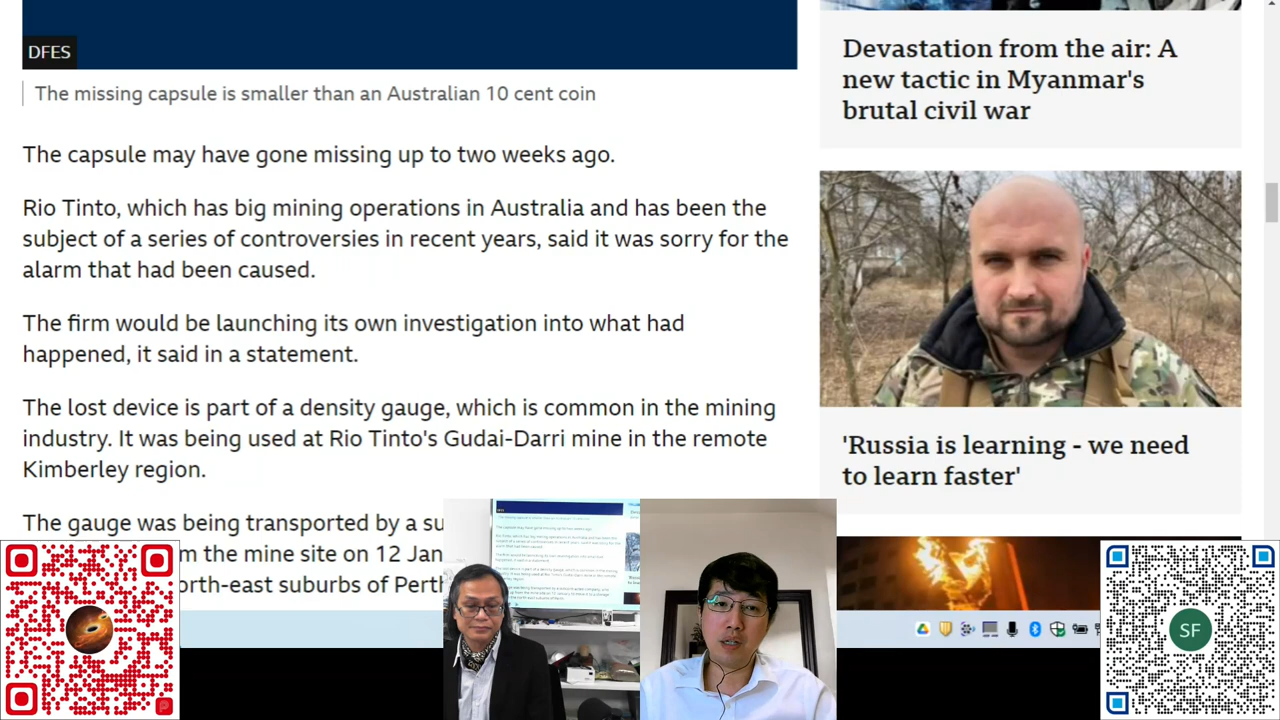 DFES
The missing capsule is smaller than an Australian 10 cent coin
The capsule may have gone missing up to two weeks ago.
Rio Tinto, which has big mining operations in Australia and has been the
subject of a series of controversies in recent years, said it was sorry for the
alarm that had been caused.
The firm would be launching its own investigation into what had
happened, it said in a statement.
The lost device is part of a density gauge, which is common in the mining
industry. It was being used at Rio Tinto's Gudai-Darri mine in the remote
Kimberley region.
The gauge was being transported by a su
m the mine site on 12 Jan
orth-east suburbs of Perth
Devastation from the air: A
new tactic in Myanmar's
brutal civil war
'Russia is learning - we need
to learn faster'
SF